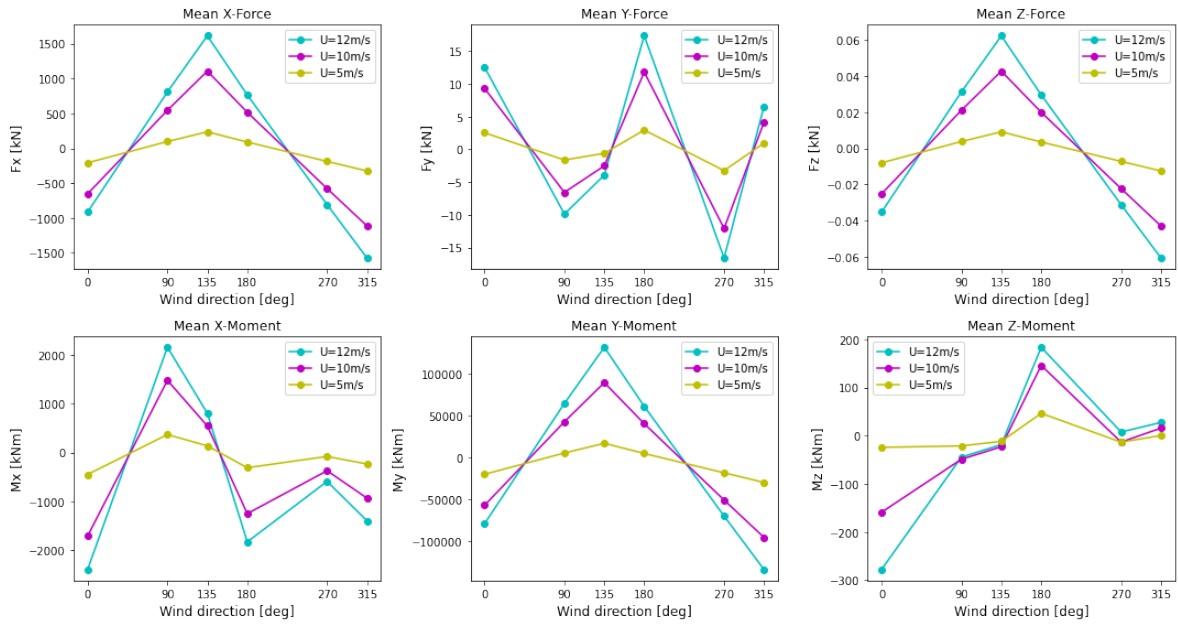 Mean X-Force
Fx [kN]
1500
1000
500
0
−500
−1000
−1500
U=12m/s
U=10m/s
U=5m/s
0 90 135 180 270 315
Wind direction [deg]
Mean Y-Force
Fy [kN]
15
10
5
0
−5
−10
−15
U=12m/s
U=10m/s
U=5m/s
0 90 135 180 270 315
Wind direction [deg]
Mean Z-Force
Fz [kN]
0.06
0.04
0.02
0.00
−0.02
−0.04
−0.06
U=12m/s
U=10m/s
U=5m/s
0 90 135 180 270 315
Wind direction [deg]
Mean X-Moment
Mx [kNm]
2000
1000
0
−1000
−2000
U=12m/s
U=10m/s
U=5m/s
0 90 135 180 270 315
Wind direction [deg]
Mean Y-Moment
My [kNm]
100000
50000
0
−50000
−100000
U=12m/s
U=10m/s
U=5m/s
0 90 135 180 270 315
Wind direction [deg]
Mean Z-Moment
Mz [kNm]
200
100
0
−100
−200
−300
U=12m/s
U=10m/s
U=5m/s
0 90 135 180 270 315
Wind direction [deg]